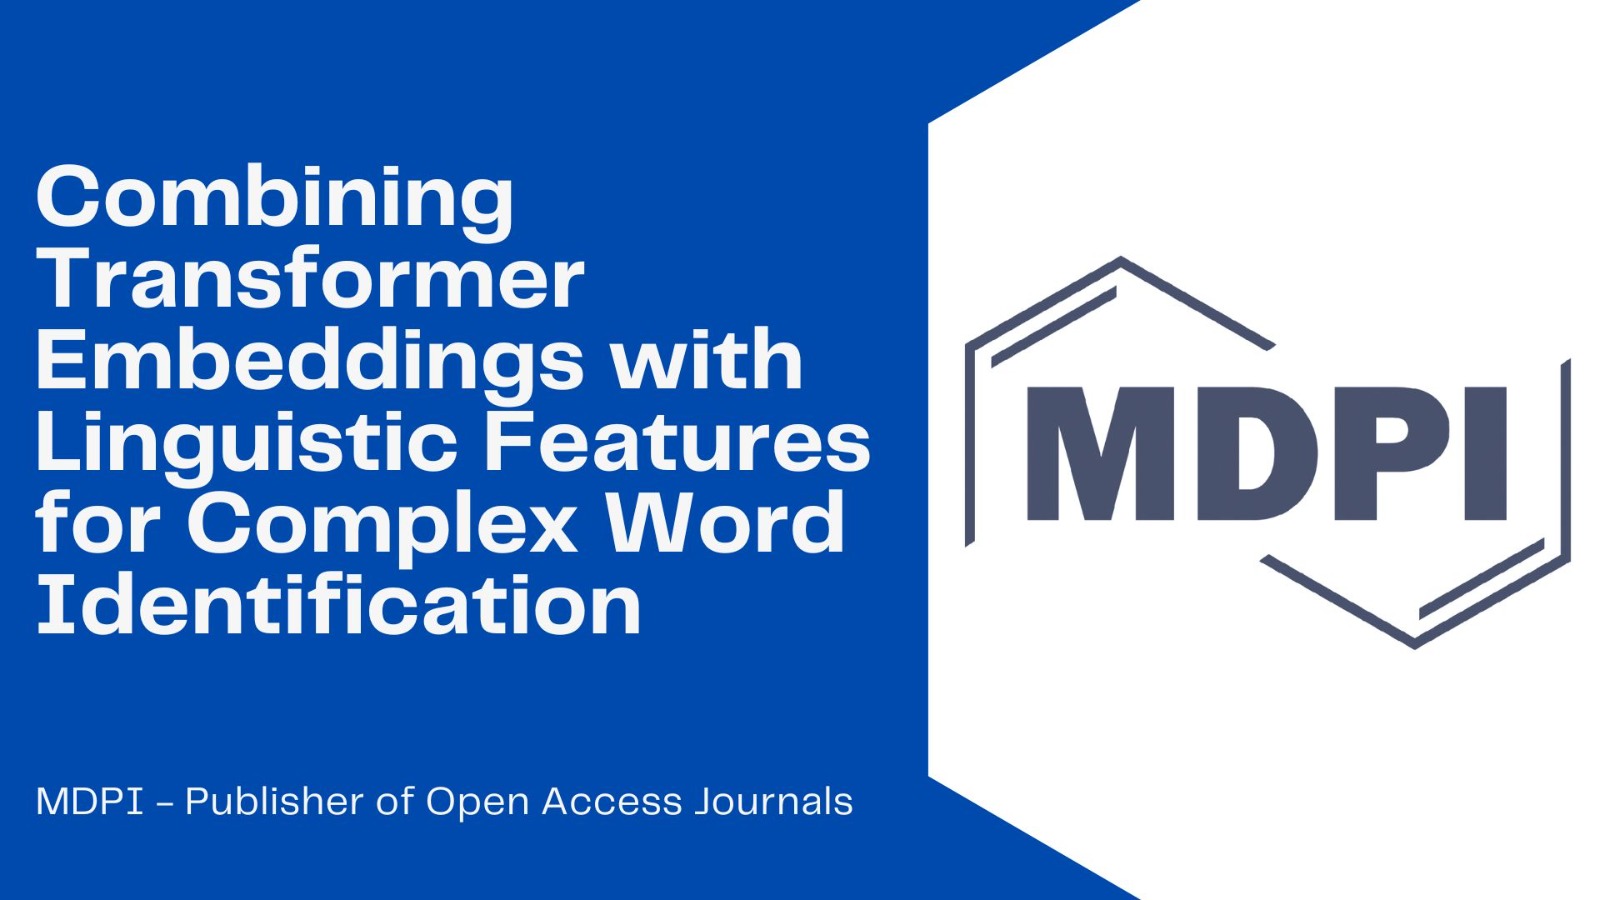 Combining
Transformer
Embeddings with
Linguistic Features
for Complex Word
Identification
MDPI – Publisher of Open Access Journals
MDPI